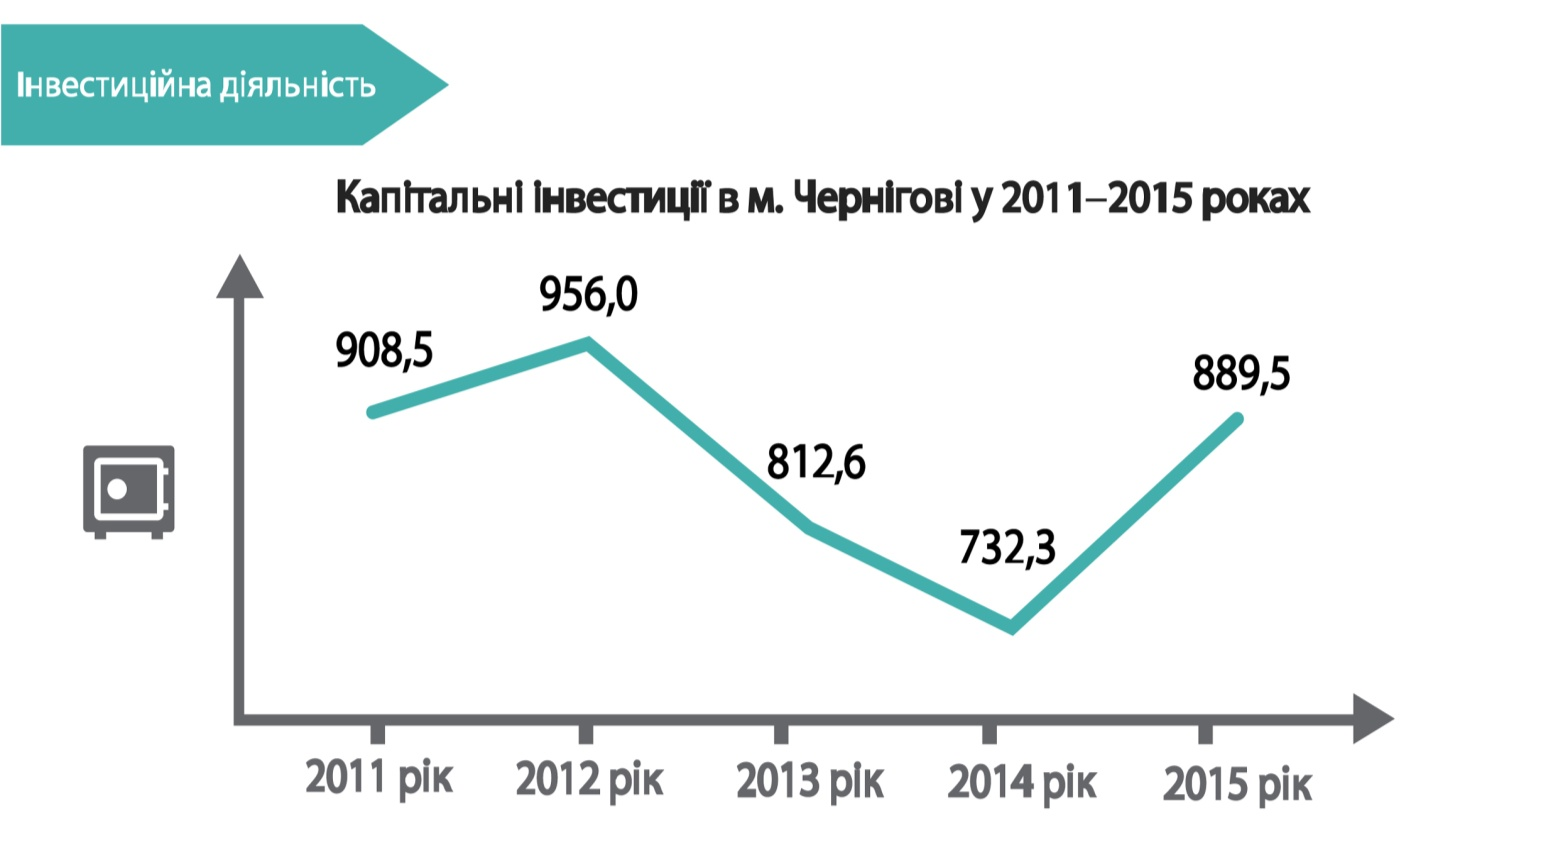 Інвестиційна діяльність
Капітальні інвестиції в м. Чернігові у 2011–2015 роках
956,0
908,5
889,5
812,6
732,3
2011 рік 2012 рік 2013 рік 2014 рік 2015 рік